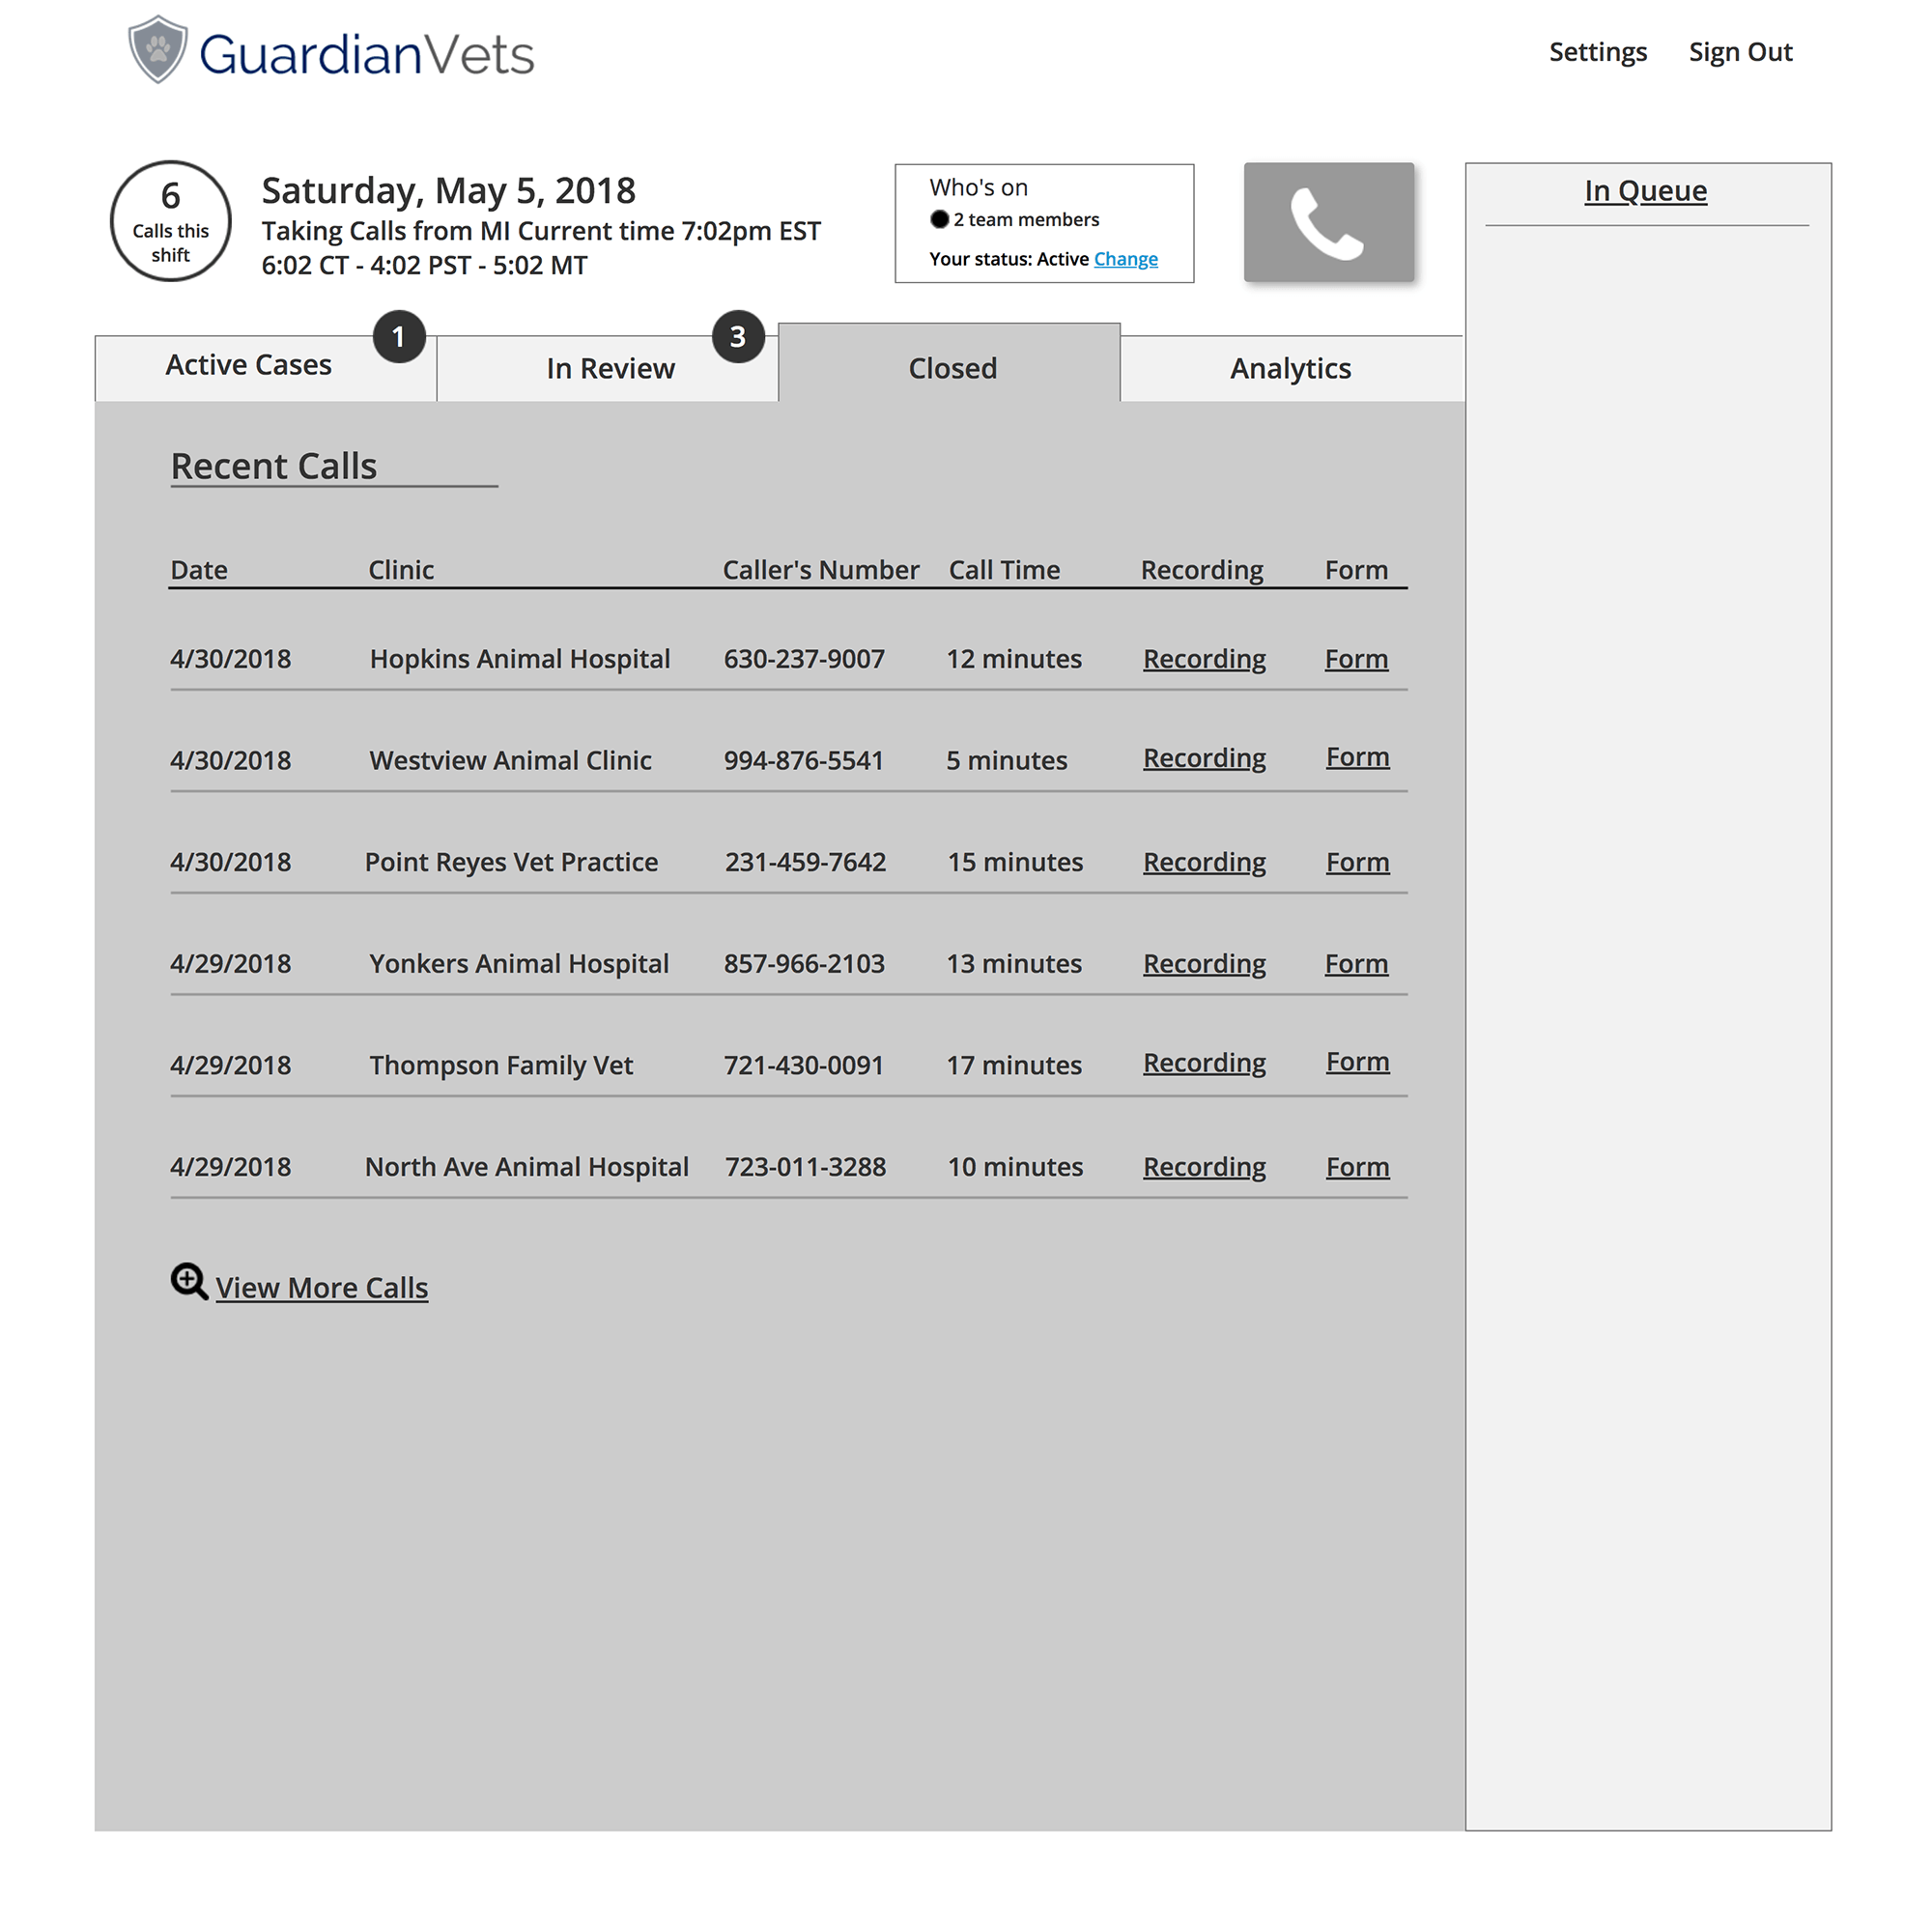 GuardianVets
Settings Sign Out
6
Calls this
shift
Saturday, May 5, 2018
Taking Calls from MI Current time 7:02pm EST
6:02 CT - 4:02 PST - 5:02 MT
Who's on
2 team members
Your status: Active Change
In Queue
Active Cases 1
In Review 3
Closed
Analytics
Recent Calls
Date Clinic Caller's Number Call Time Recording Form
4/30/2018 Hopkins Animal Hospital 630-237-9007 12 minutes Recording Form
4/30/2018 Westview Animal Clinic 994-876-5541 5 minutes Recording Form
4/30/2018 Point Reyes Vet Practice 231-459-7642 15 minutes Recording Form
4/29/2018 Yonkers Animal Hospital 857-966-2103 13 minutes Recording Form
4/29/2018 Thompson Family Vet 721-430-0091 17 minutes Recording Form
4/29/2018 North Ave Animal Hospital 723-011-3288 10 minutes Recording Form
View More Calls